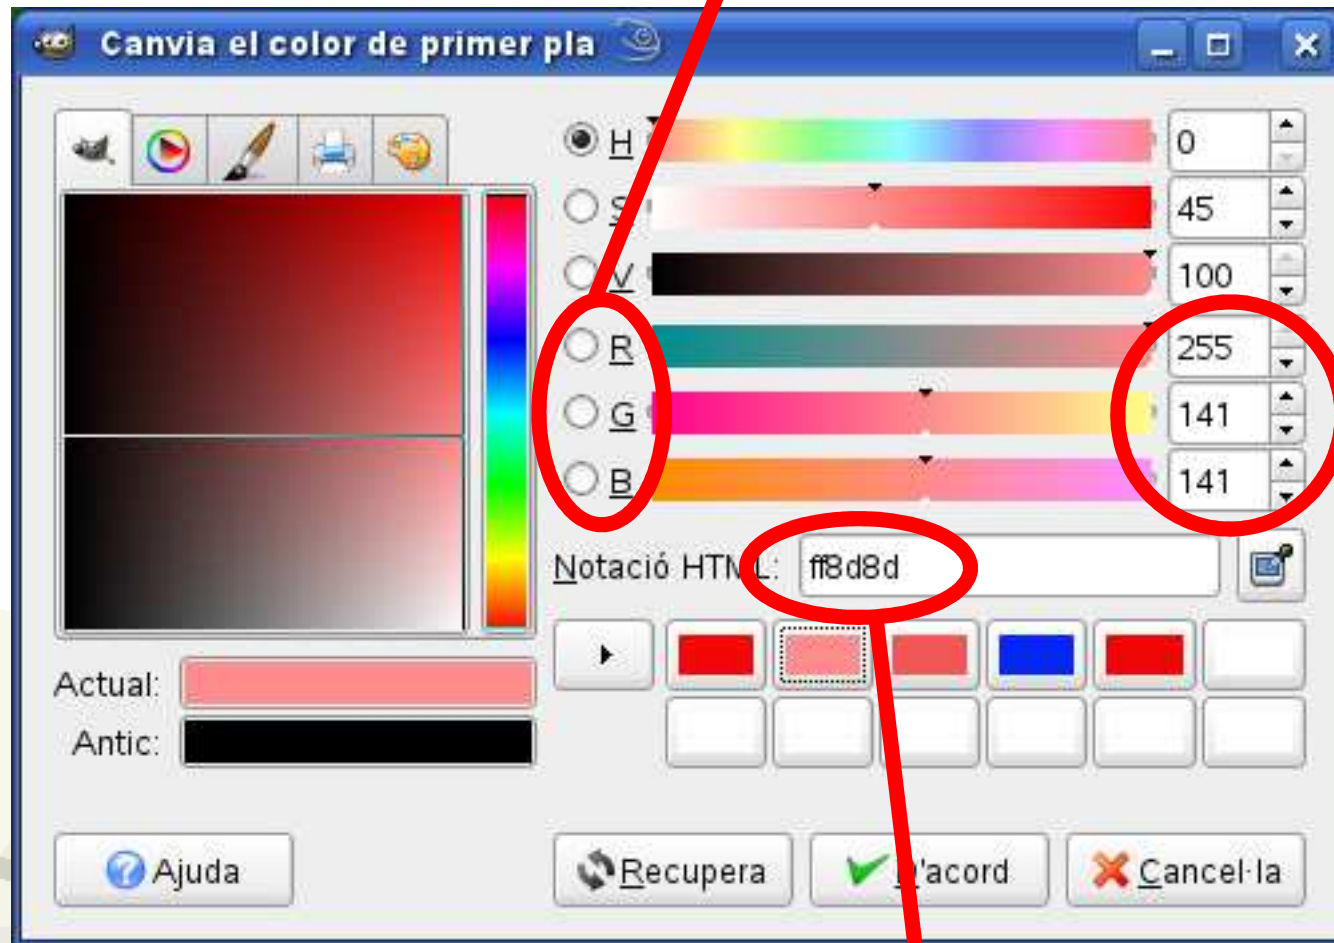 Canvia el color de primer pla
H 0
S 45
V 100
R 255
G 141
B 141
Notació HTML: ff8d8d
Actual:
Antic:
Ajuda
Recupera
D'acord
Cancel·la